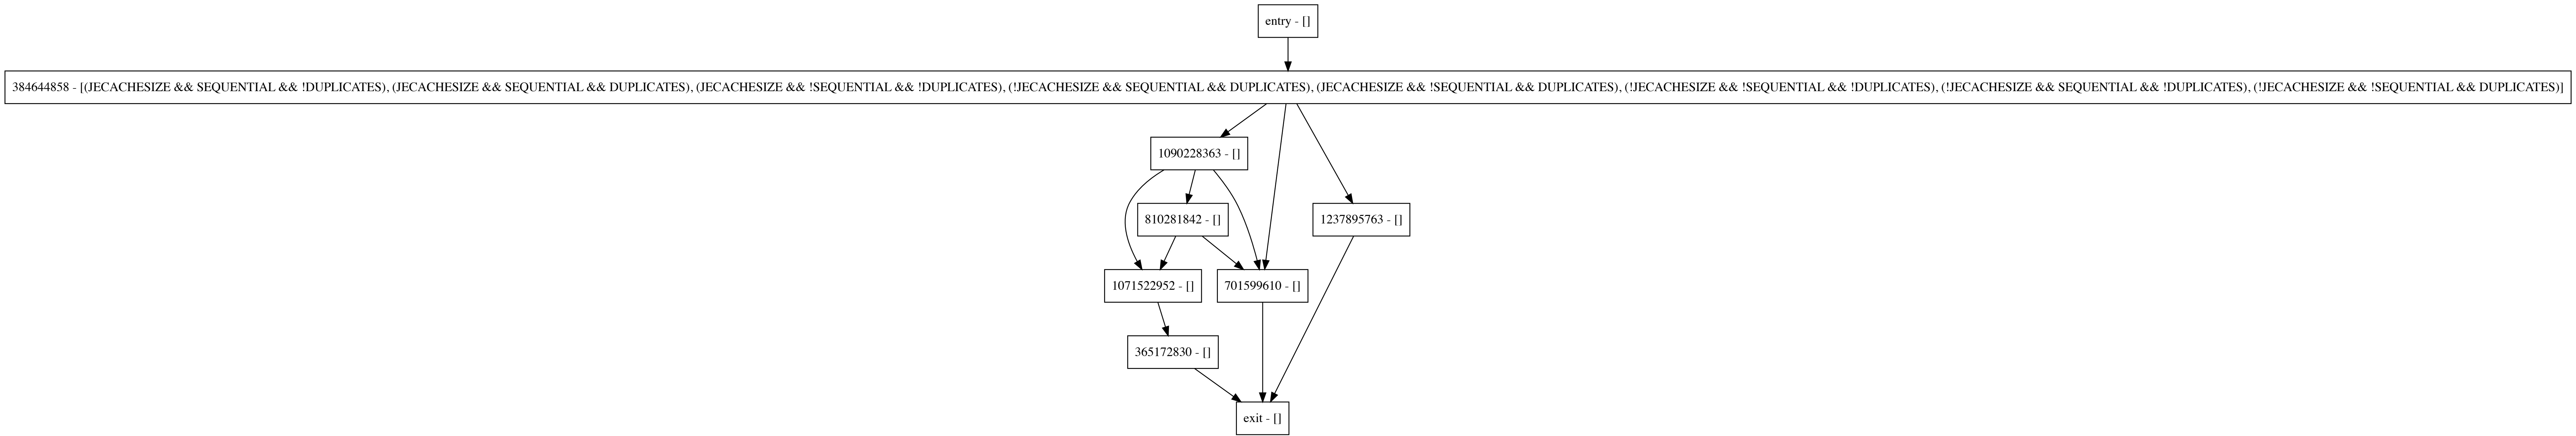 entry - []
384644858 - [(JECACHESIZE && SEQUENTIAL && !DUPLICATES), (JECACHESIZE && SEQUENTIAL && DUPLICATES), (JECACHESIZE && !SEQUENTIAL && !DUPLICATES), (!JECACHESIZE && SEQUENTIAL && DUPLICATES), (JECACHESIZE && !SEQUENTIAL && DUPLICATES), (!JECACHESIZE && !SEQUENTIAL && !DUPLICATES), (!JECACHESIZE && SEQUENTIAL && !DUPLICATES), (!JECACHESIZE && !SEQUENTIAL && DUPLICATES)]
1090228363 - []
810281842 - []
1237895763 - []
1071522952 - []
701599610 - []
365172830 - []
exit - []